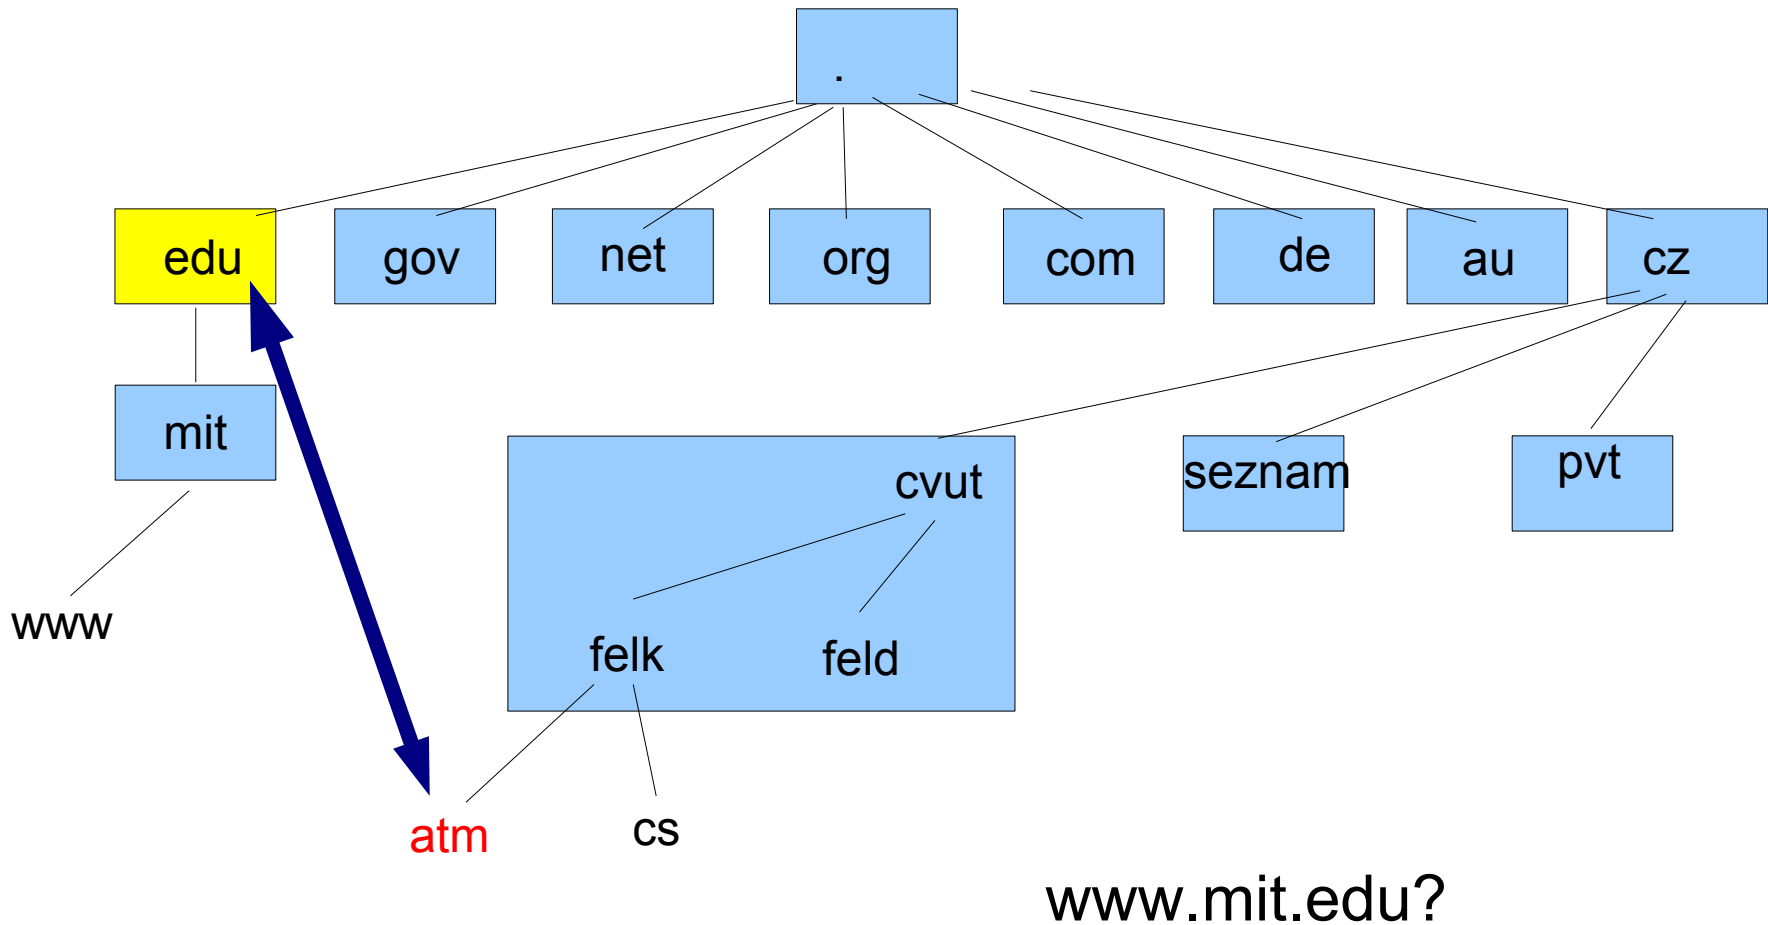 .
edu gov net org com de au cz
mit
cvut seznam pvt
www
felk feld
atm cs
www.mit.edu?